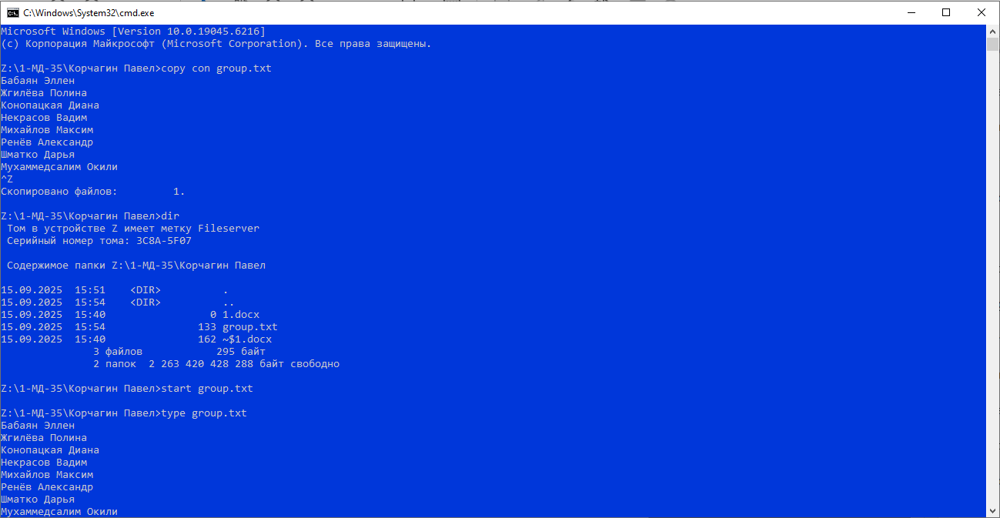 C:\Windows\System32\cmd.exe
Microsoft Windows [Version 10.0.19045.6216]
(c) Корпорация Майкрософт (Microsoft Corporation). Все права защищены.
Z:\1-МД-35\Корчагин Павел>copy con group.txt
Бабаян Эллен
Жгилёва Полина
Конопацкая Диана
Некрасов Вадим
Михайлов Максим
Ренёв Александр
Шматко Дарья
Мухаммедсалим Окили
^Z
Скопировано файлов:         1.
Z:\1-МД-35\Корчагин Павел>dir
 Том в устройстве Z имеет метку Fileserver
 Серийный номер тома: 3C8A-5F07
 Содержимое папки Z:\1-МД-35\Корчагин Павел
15.09.2025  15:51    <DIR>          .
15.09.2025  15:54    <DIR>          ..
15.09.2025  15:40                 0 1.docx
15.09.2025  15:54               133 group.txt
15.09.2025  15:40               162 ~$1.docx
               3 файлов            295 байт
               2 папок  2 263 420 428 288 байт свободно
Z:\1-МД-35\Корчагин Павел>start group.txt
Z:\1-МД-35\Корчагин Павел>type group.txt
Бабаян Эллен
Жгилёва Полина
Конопацкая Диана
Некрасов Вадим
Михайлов Максим
Ренёв Александр
Шматко Дарья
Мухаммедсалим Окили